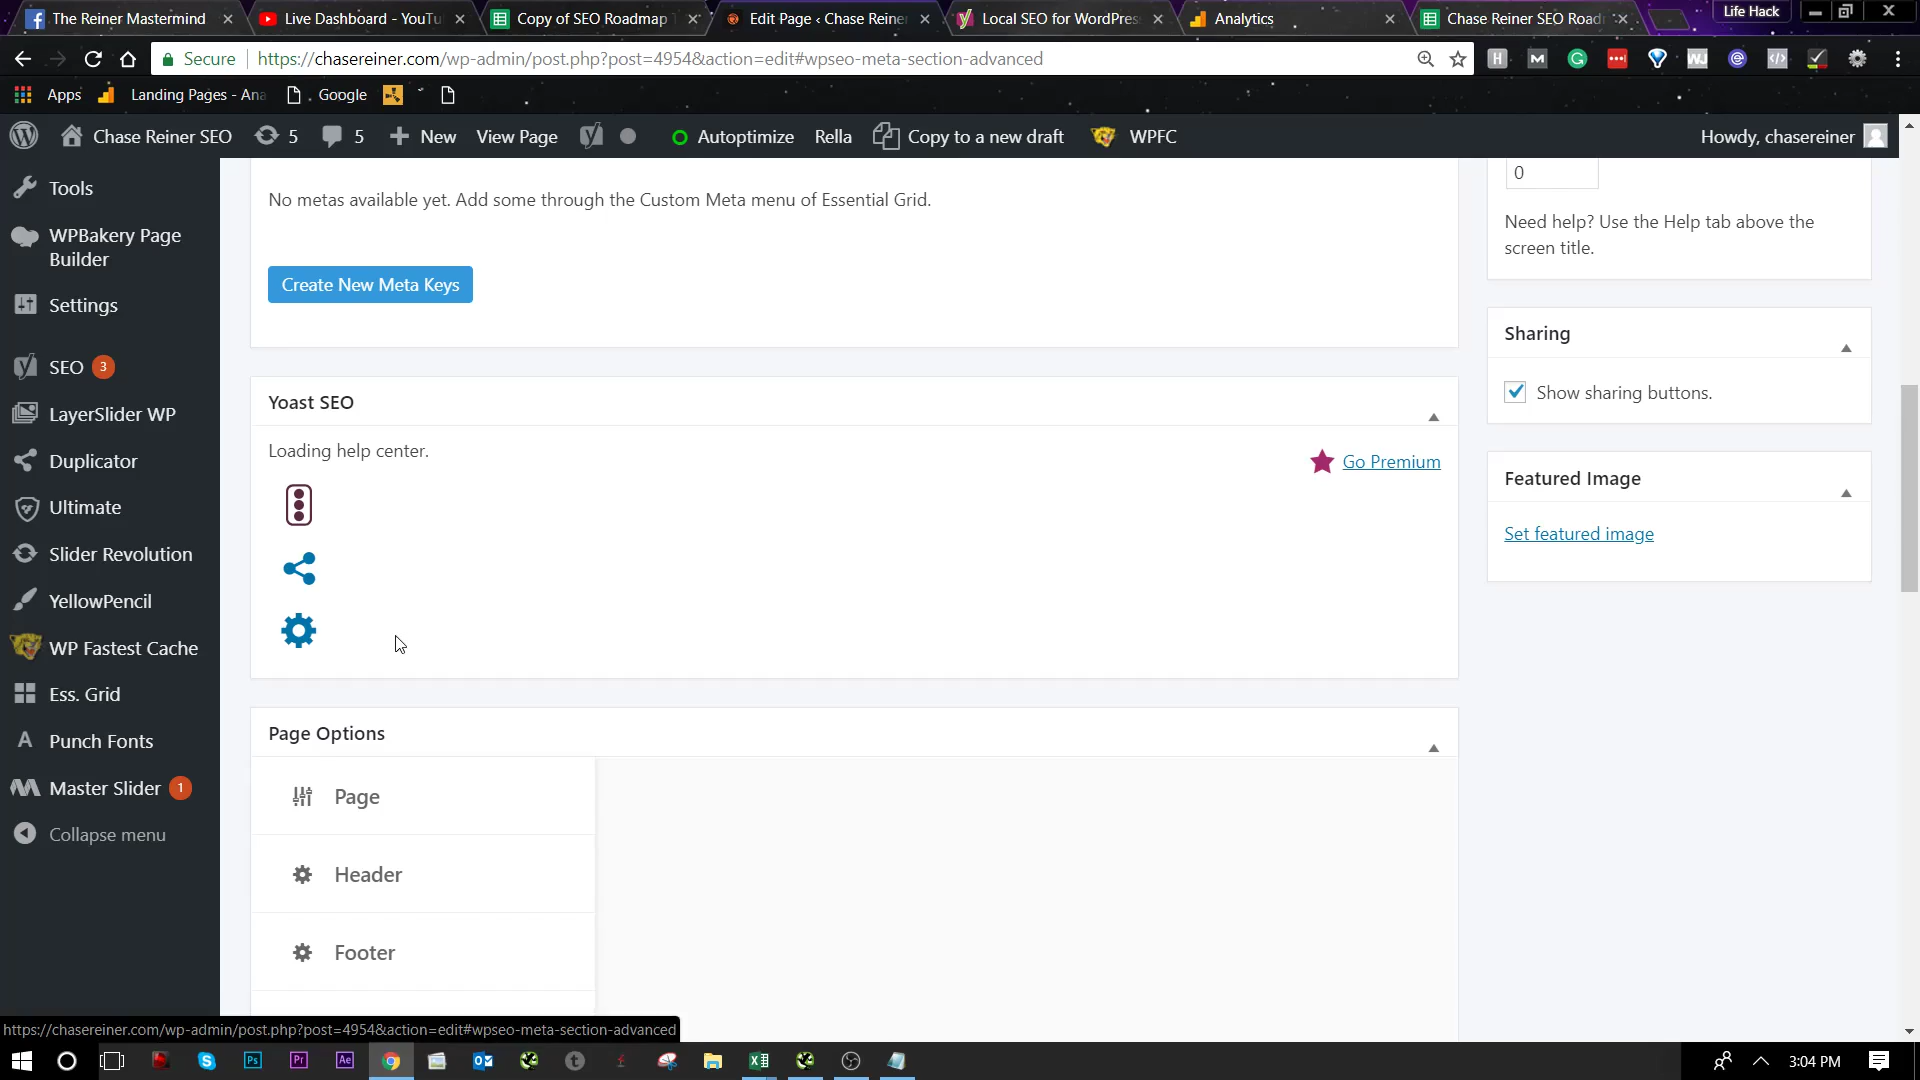 The Reiner Mastermind
Live Dashboard - YouTu
Copy of SEO Roadmap T
Edit Page ‹ Chase Reiner
Local SEO for WordPres
Analytics
Chase Reiner SEO Road
Life Hack
Secure
https://chasereiner.com/wp-admin/post.php?post=4954&action=edit#wpseo-meta-section-advanced
Apps
Landing Pages - Ana
Google
Chase Reiner SEO
5
5
New
View Page
Autoptimize
Rella
Copy to a new draft
WPFC
Howdy, chasereiner
Tools
WPBakery Page
Builder
Settings
SEO 3
LayerSlider WP
Duplicator
Ultimate
Slider Revolution
YellowPencil
WP Fastest Cache
Ess. Grid
Punch Fonts
Master Slider 1
Collapse menu
No metas available yet. Add some through the Custom Meta menu of Essential Grid.
Create New Meta Keys
Yoast SEO
Loading help center.
Go Premium
Page Options
Page
Header
Footer
0
Need help? Use the Help tab above the
screen title.
Sharing
Show sharing buttons.
Featured Image
Set featured image
https://chasereiner.com/wp-admin/post.php?post=4954&action=edit#wpseo-meta-section-advanced
Ps
Pr
Ae
3:04 PM